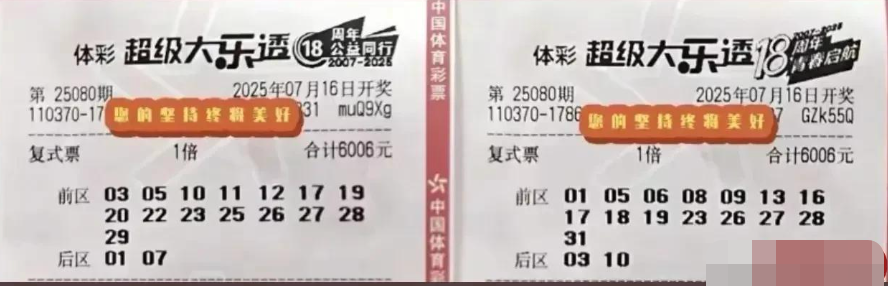 体彩 超级大乐透 18 周年 公益同行 2007-2025
第 25080期 2025年07月16日开奖
110370-17 331 muQ9Xg
您的坚持终将美好
复式票 1倍 合计6006元
前区 03 05 10 11 12 17 19
20 22 23 25 26 27 28
29
后区 01 07
中国体育彩票
中国体育彩
体彩 超级大乐透 18 周年 青春启航 2007-2025
第 25080期 2025年07月16日开奖
110370-1786 7 GZk55Q
您的坚持终将美好
复式票 1倍 合计6006元
前区 01 05 06 08 09 13 16
17 18 19 23 26 27 28
31
后区 03 10